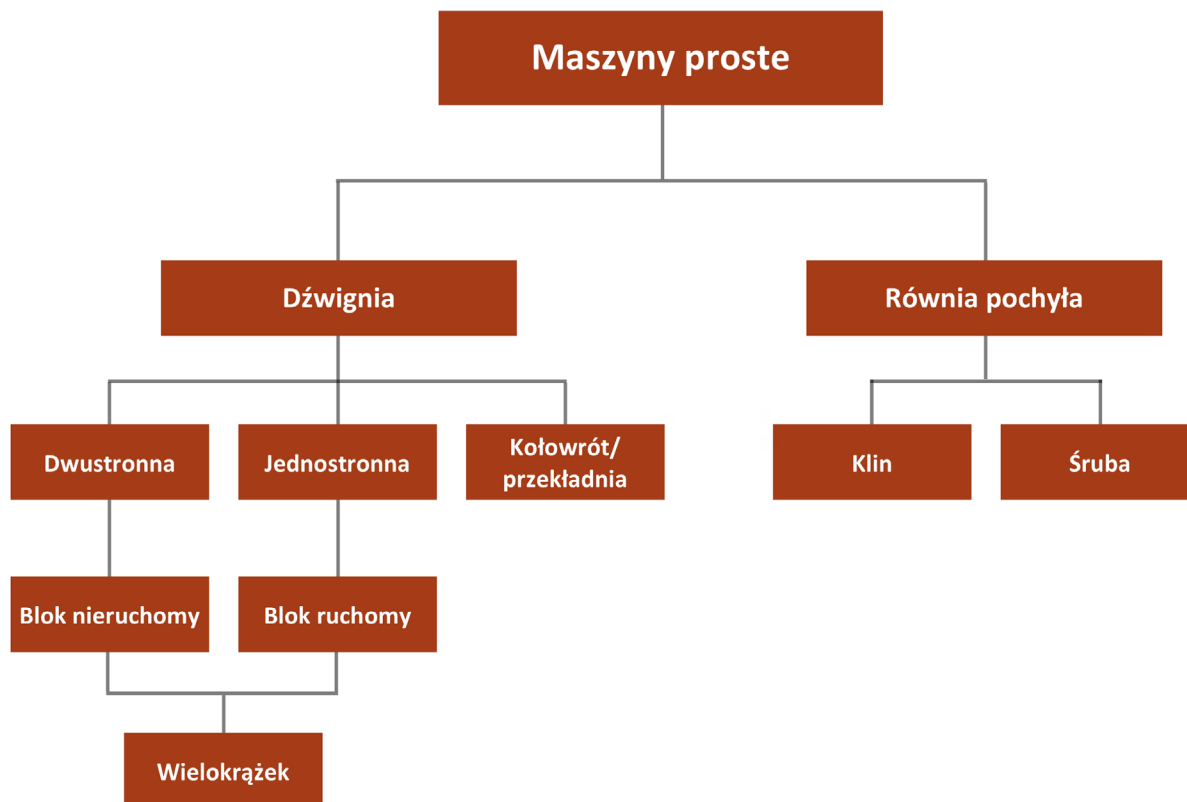 Maszyny proste
Dźwignia
Równia pochyła
Dwustronna
Jednostronna
Kołowrót/
przekładnia
Klin
Śruba
Blok nieruchomy
Blok ruchomy
Wielokrążek